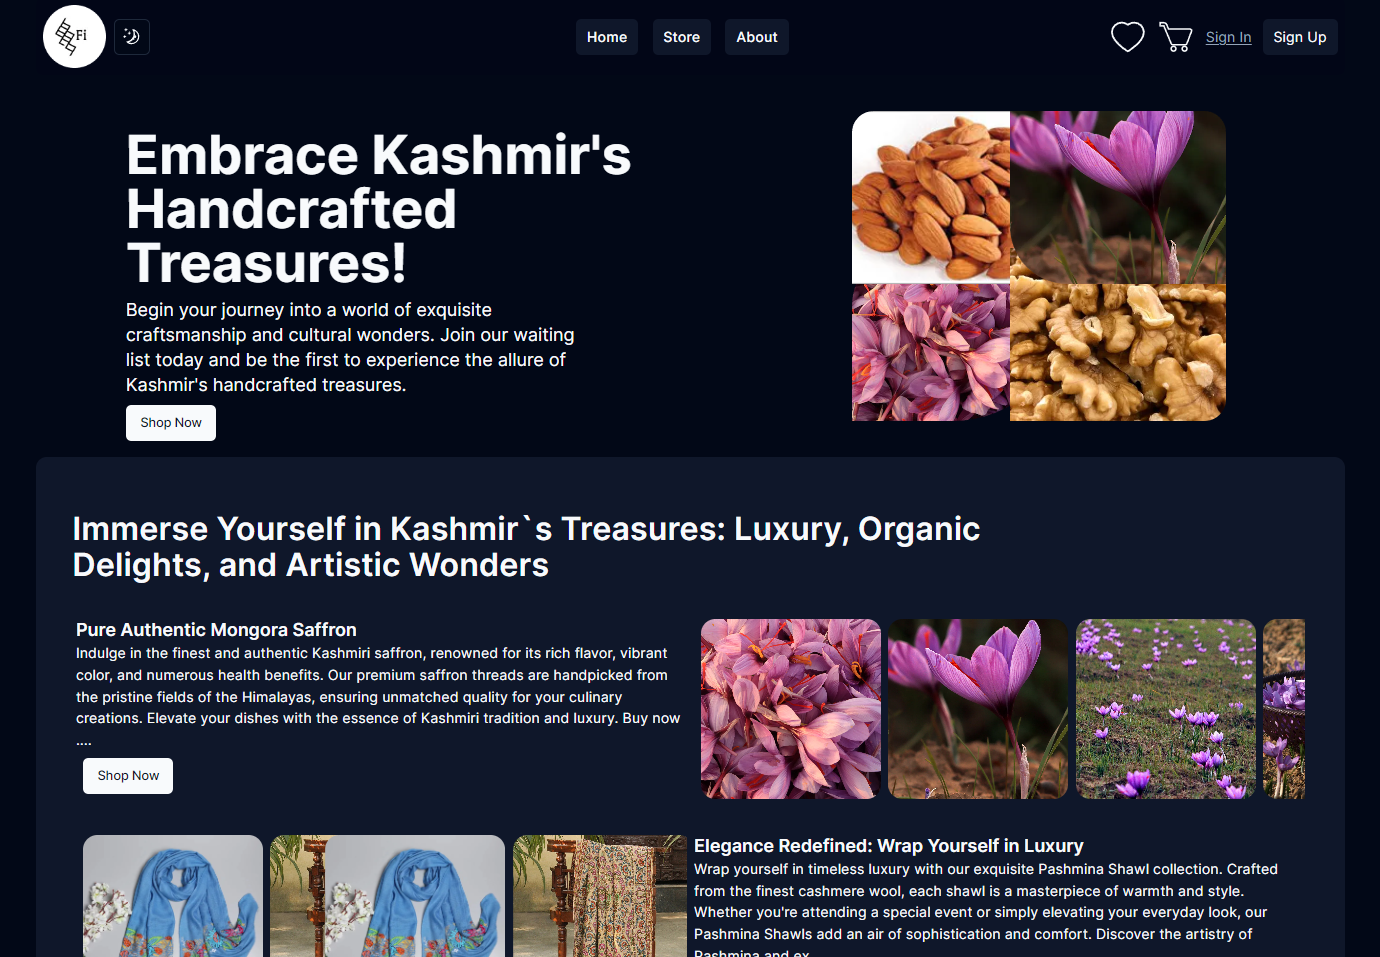 Fi
Home
Store
About
Sign In
Sign Up
Embrace Kashmir's
Handcrafted
Treasures!
Begin your journey into a world of exquisite
craftsmanship and cultural wonders. Join our waiting
list today and be the first to experience the allure of
Kashmir's handcrafted treasures.
Shop Now
Immerse Yourself in Kashmir`s Treasures: Luxury, Organic
Delights, and Artistic Wonders
Pure Authentic Mongora Saffron
Indulge in the finest and authentic Kashmiri saffron, renowned for its rich flavor, vibrant
color, and numerous health benefits. Our premium saffron threads are handpicked from
the pristine fields of the Himalayas, ensuring unmatched quality for your culinary
creations. Elevate your dishes with the essence of Kashmiri tradition and luxury. Buy now
....
Shop Now
Elegance Redefined: Wrap Yourself in Luxury
Wrap yourself in timeless luxury with our exquisite Pashmina Shawl collection. Crafted
from the finest cashmere wool, each shawl is a masterpiece of warmth and style.
Whether you're attending a special event or simply elevating your everyday look, our
Pashmina Shawls add an air of sophistication and comfort. Discover the artistry of
Pashmina and ex